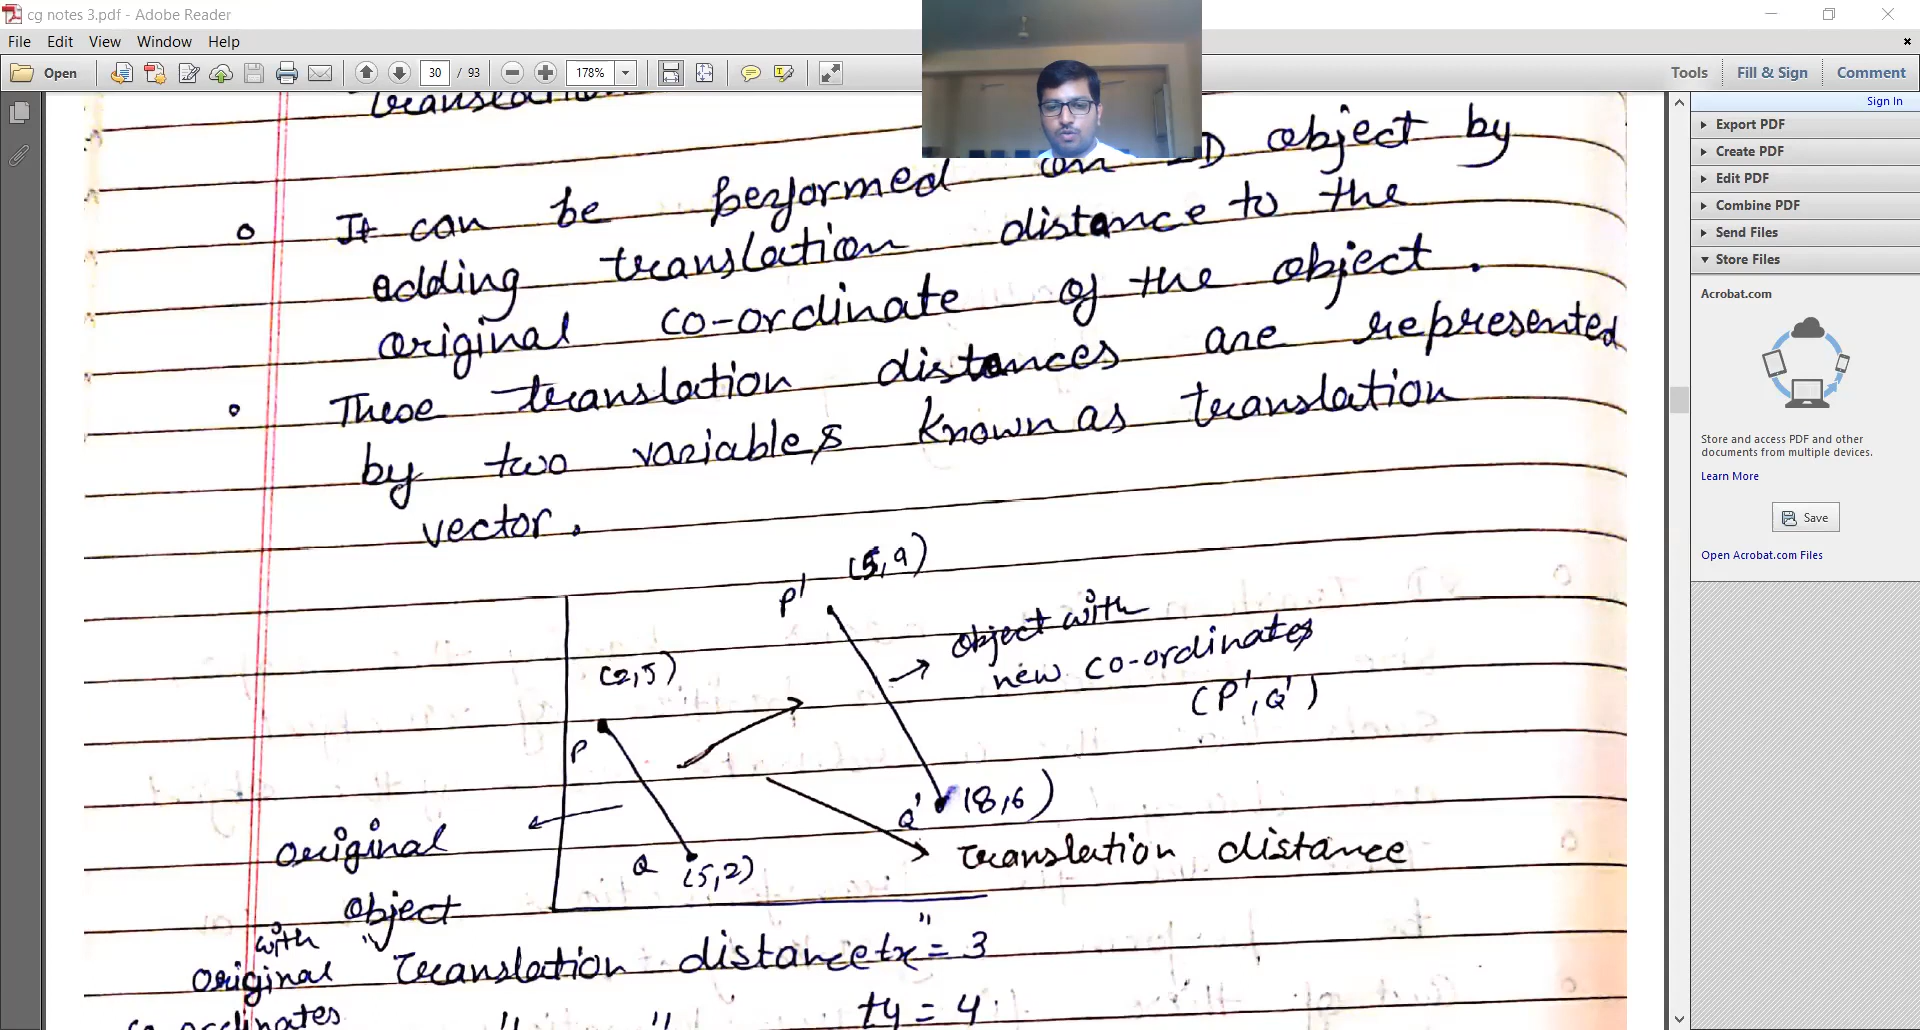 cg notes 3.pdf - Adobe Reader
File Edit View Window Help
Open 30 / 93 178% Tools Fill & Sign Comment
Sign In
Export PDF
Create PDF
Edit PDF
Combine PDF
Send Files
Store Files
Acrobat.com
Store and access PDF and other
documents from multiple devices.
Learn More
Save
Open Acrobat.com Files
It can be performed on D object by
adding translation distance to the
original co-ordinate of the object.
These translation distances are represented
by two variables known as translation
vector.
P' (5,9)
object with
new co-ordinates
(P', Q')
(2,5)
P
Q' (8,6)
Q (5,2)
Translation distance
original
object
with
original
co-ordinates
Translation distance tx = 3
" " ty = 4